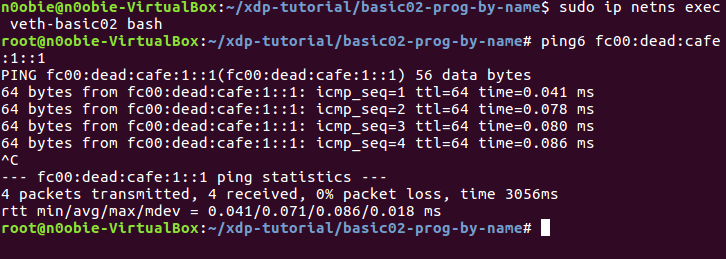 n0obie@n0obie-VirtualBox:~/xdp-tutorial/basic02-prog-by-name$ sudo ip netns exec
 veth-basic02 bash
root@n0obie-VirtualBox:~/xdp-tutorial/basic02-prog-by-name# ping6 fc00:dead:cafe
:1::1
PING fc00:dead:cafe:1::1(fc00:dead:cafe:1::1) 56 data bytes
64 bytes from fc00:dead:cafe:1::1: icmp_seq=1 ttl=64 time=0.041 ms
64 bytes from fc00:dead:cafe:1::1: icmp_seq=2 ttl=64 time=0.078 ms
64 bytes from fc00:dead:cafe:1::1: icmp_seq=3 ttl=64 time=0.080 ms
64 bytes from fc00:dead:cafe:1::1: icmp_seq=4 ttl=64 time=0.086 ms
^C
--- fc00:dead:cafe:1::1 ping statistics ---
4 packets transmitted, 4 received, 0% packet loss, time 3056ms
rtt min/avg/max/mdev = 0.041/0.071/0.086/0.018 ms
root@n0obie-VirtualBox:~/xdp-tutorial/basic02-prog-by-name#